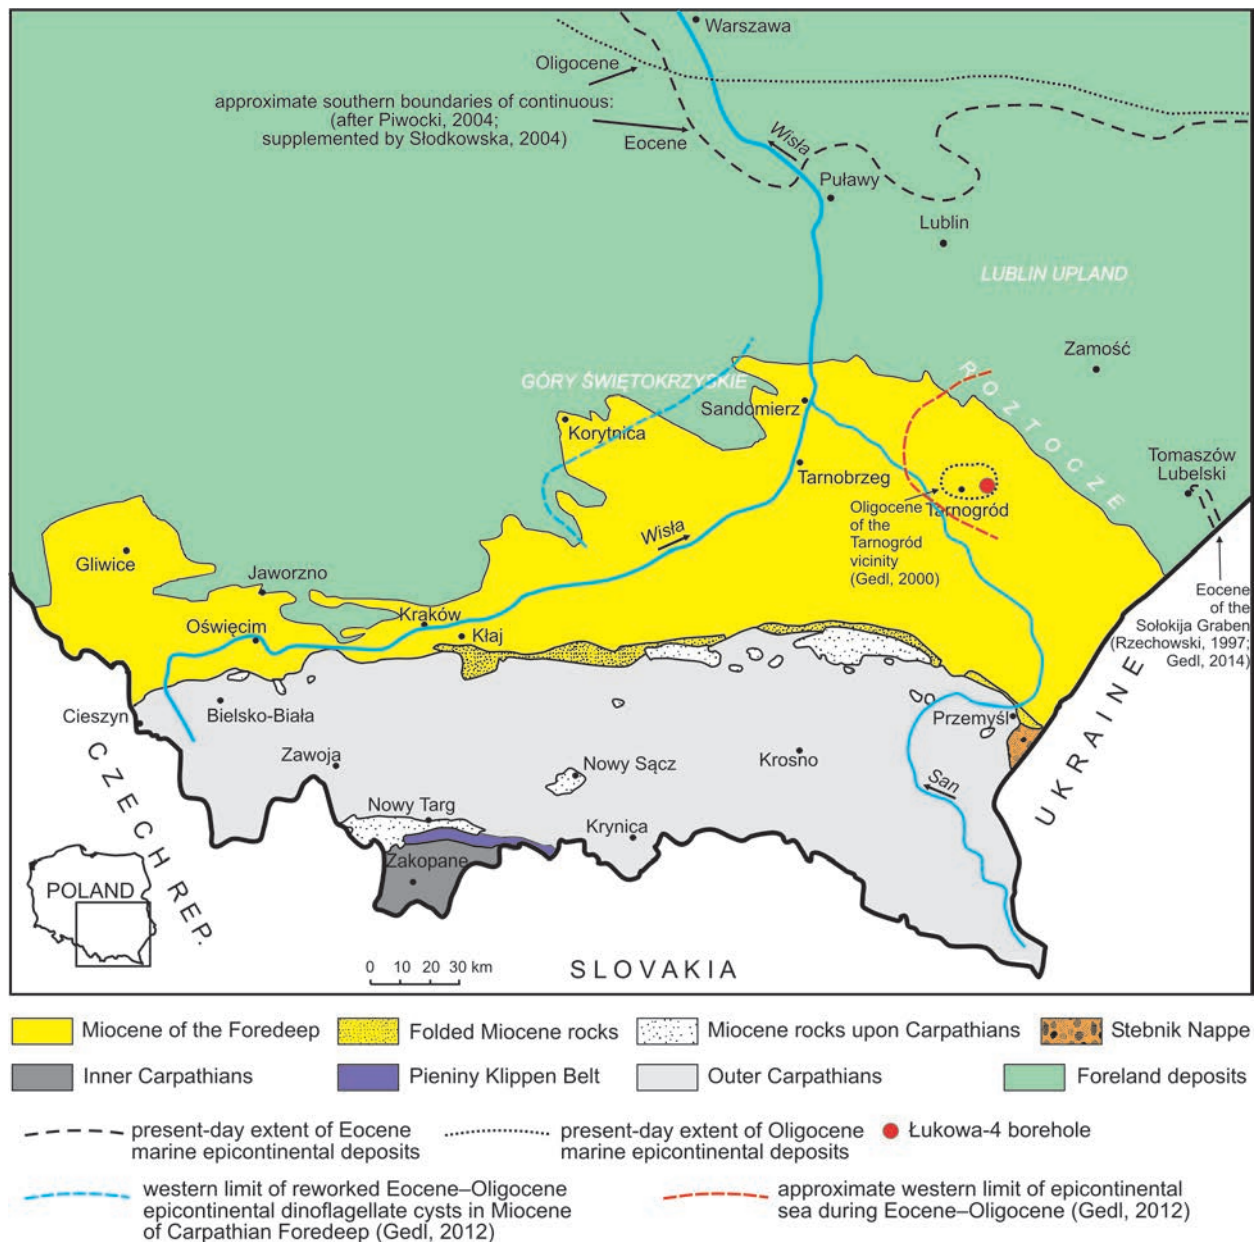 Warszawa
Oligocene
approximate southern boundaries of continuous:
(after Piwocki, 2004;
supplemented by Słodkowska, 2004)
Eocene
Wisła
Puławy
Lublin
LUBLIN UPLAND
Zamość
GÓRY ŚWIĘTOKRZYSKIE
ROZTOCZE
Sandomierz
Korytnica
Tomaszów
Lubelski
Tarnobrzeg
Tarnogród
Oligocene
of the
Tarnogród
vicinity
(Gedl, 2000)
Wisła
Gliwice
Jaworzno
Eocene
of the
Sołokija Graben
(Rzechowski, 1997;
Gedl, 2014)
Kraków
Oświęcim
Kłaj
Cieszyn
Bielsko-Biała
Przemyśl
UKRAINE
Zawoja
Nowy Sącz
Krosno
San
CZECH REP.
Nowy Targ
Krynica
Zakopane
POLAND
0 10 20 30 km
SLOVAKIA
Miocene of the Foredeep
Folded Miocene rocks
Miocene rocks upon Carpathians
Stebnik Nappe
Inner Carpathians
Pieniny Klippen Belt
Outer Carpathians
Foreland deposits
present-day extent of Eocene
marine epicontinental deposits
present-day extent of Oligocene
marine epicontinental deposits
Łukowa-4 borehole
western limit of reworked Eocene–Oligocene
epicontinental dinoflagellate cysts in Miocene
of Carpathian Foredeep (Gedl, 2012)
approximate western limit of epicontinental
sea during Eocene–Oligocene (Gedl, 2012)